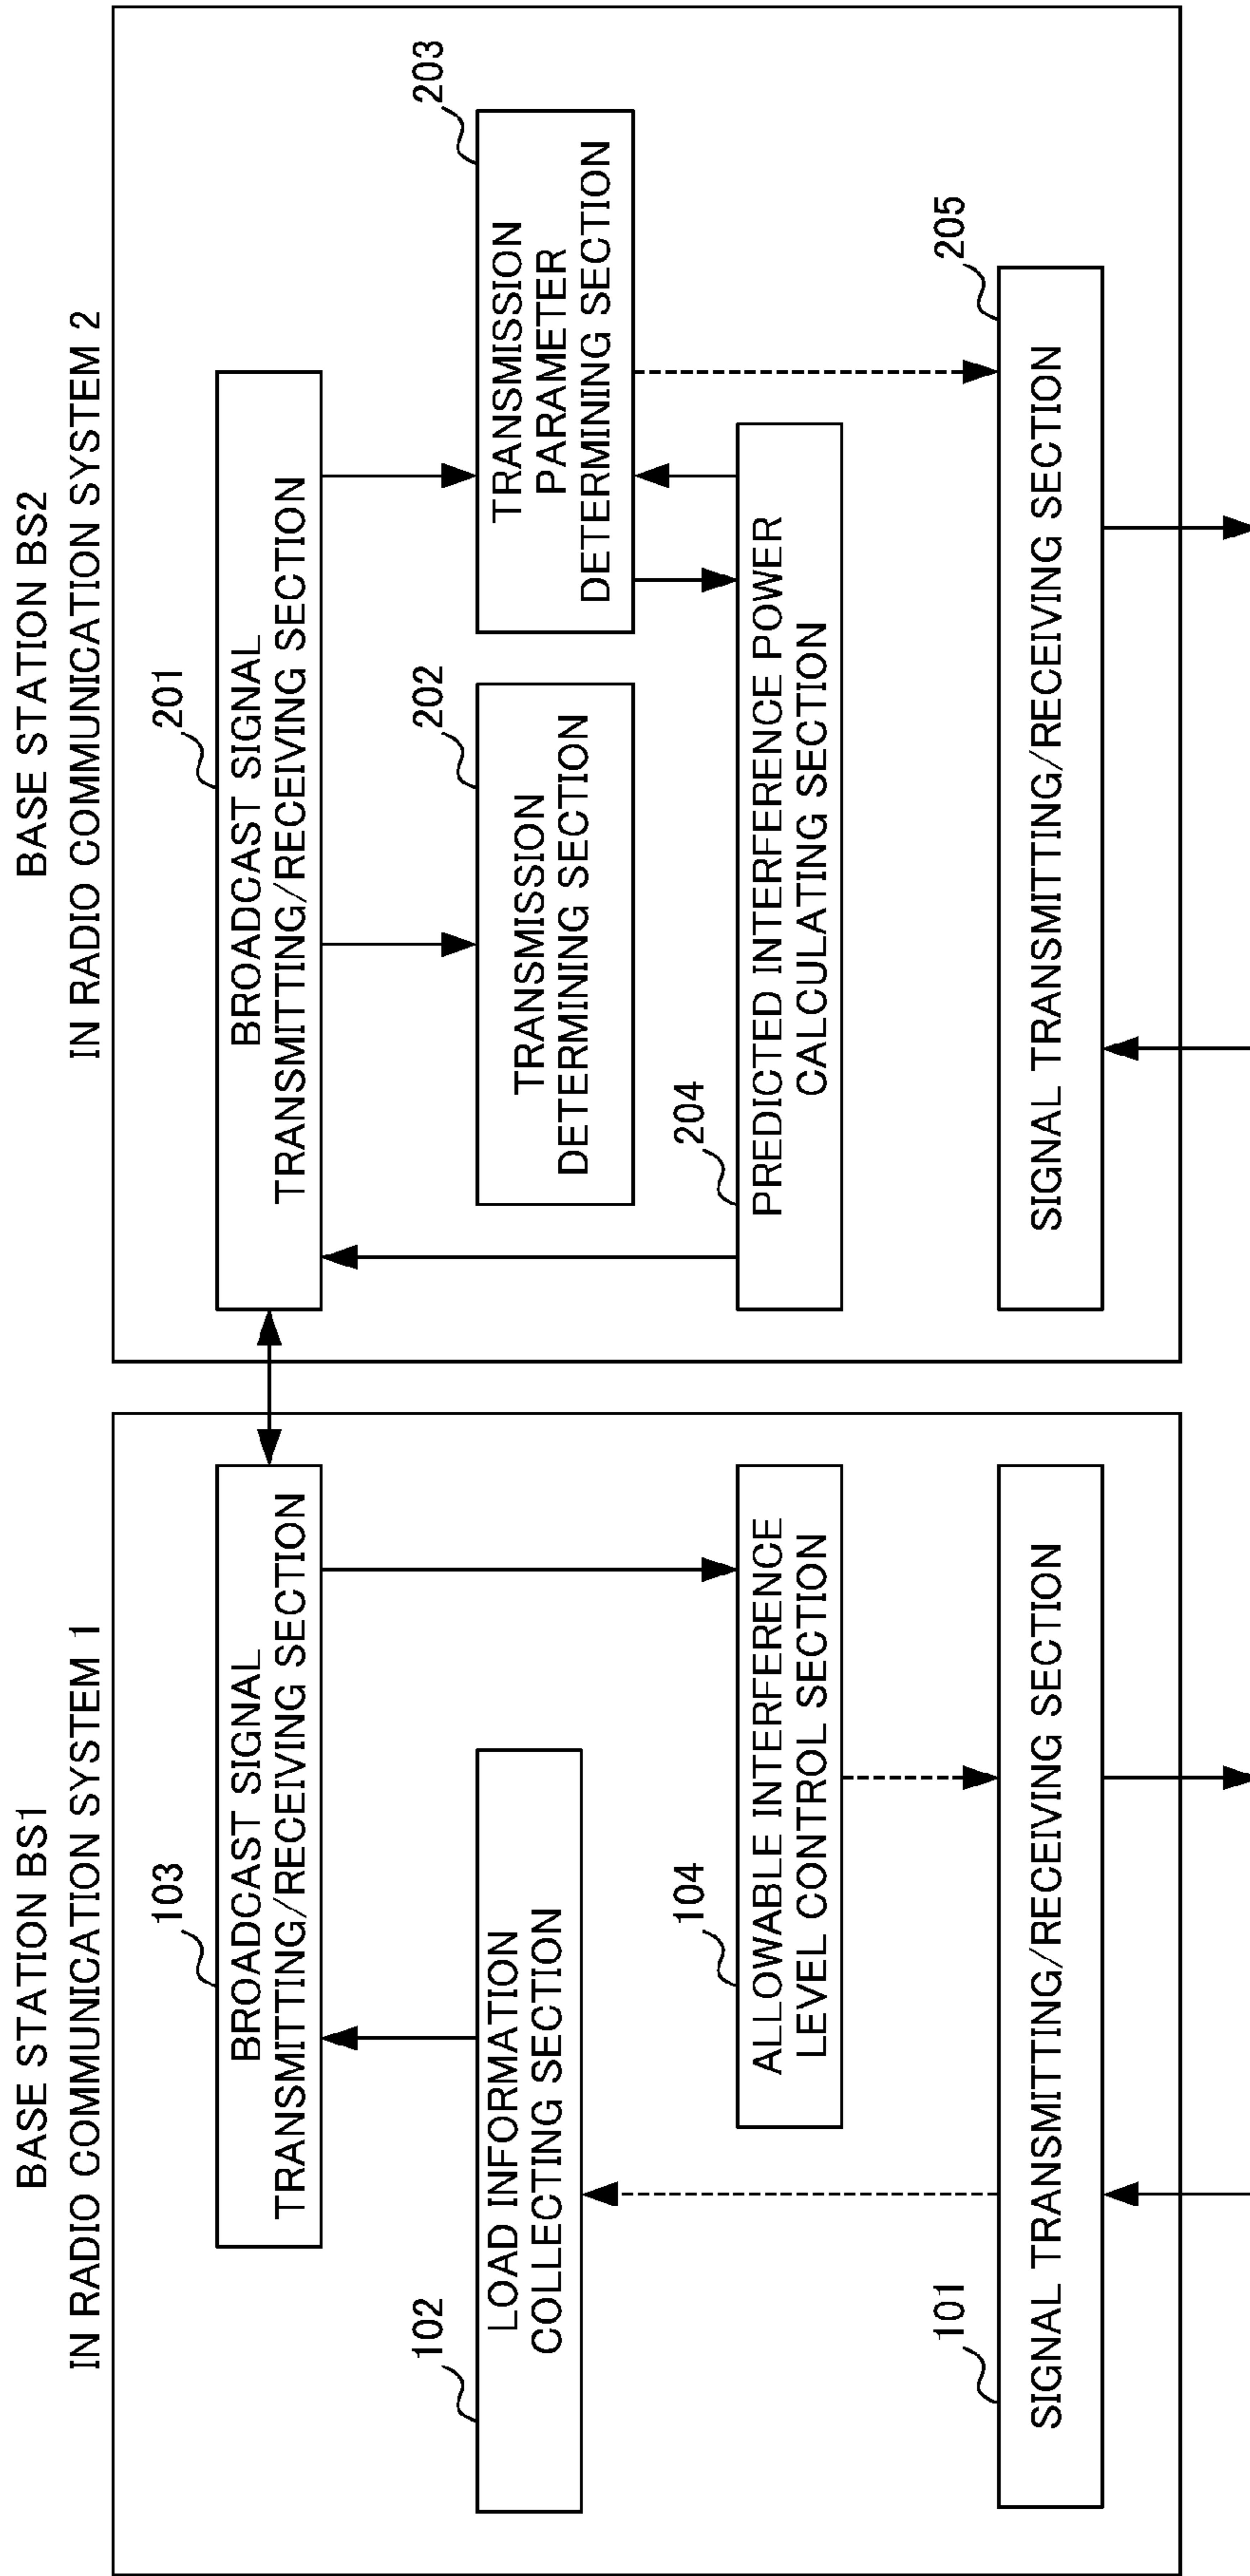 BASE STATION BS1
IN RADIO COMMUNICATION SYSTEM 1
103
BROADCAST SIGNAL
TRANSMITTING/RECEIVING SECTION
102
LOAD INFORMATION
COLLECTING SECTION
104
ALLOWABLE INTERFERENCE
LEVEL CONTROL SECTION
101
SIGNAL TRANSMITTING/RECEIVING SECTION
BASE STATION BS2
IN RADIO COMMUNICATION SYSTEM 2
201
BROADCAST SIGNAL
TRANSMITTING/RECEIVING SECTION
202
TRANSMISSION
DETERMINING SECTION
203
TRANSMISSION
PARAMETER
DETERMINING SECTION
204
PREDICTED INTERFERENCE POWER
CALCULATING SECTION
205
SIGNAL TRANSMITTING/RECEIVING SECTION